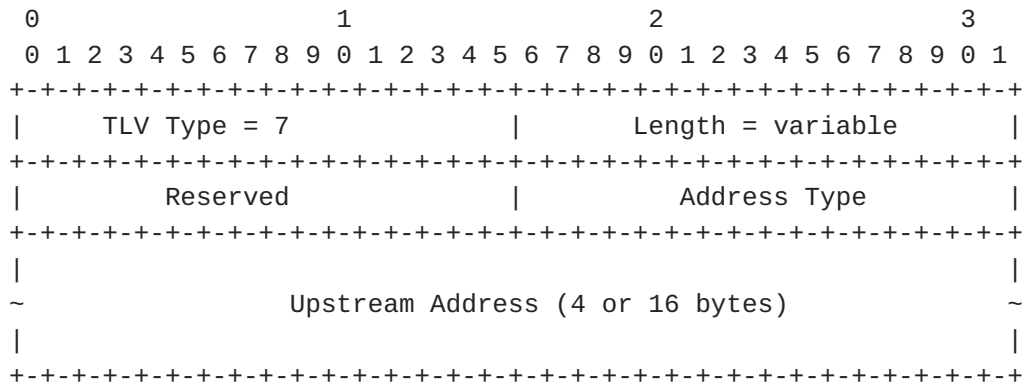 0                   1                   2                   3
 0 1 2 3 4 5 6 7 8 9 0 1 2 3 4 5 6 7 8 9 0 1 2 3 4 5 6 7 8 9 0 1
+-+-+-+-+-+-+-+-+-+-+-+-+-+-+-+-+-+-+-+-+-+-+-+-+-+-+-+-+-+-+-+-+
|     TLV Type = 7              |       Length = variable       |
+-+-+-+-+-+-+-+-+-+-+-+-+-+-+-+-+-+-+-+-+-+-+-+-+-+-+-+-+-+-+-+-+
|         Reserved              |          Address Type         |
+-+-+-+-+-+-+-+-+-+-+-+-+-+-+-+-+-+-+-+-+-+-+-+-+-+-+-+-+-+-+-+-+
|                                                               |
~                 Upstream Address (4 or 16 bytes)              ~
|                                                               |
+-+-+-+-+-+-+-+-+-+-+-+-+-+-+-+-+-+-+-+-+-+-+-+-+-+-+-+-+-+-+-+-+